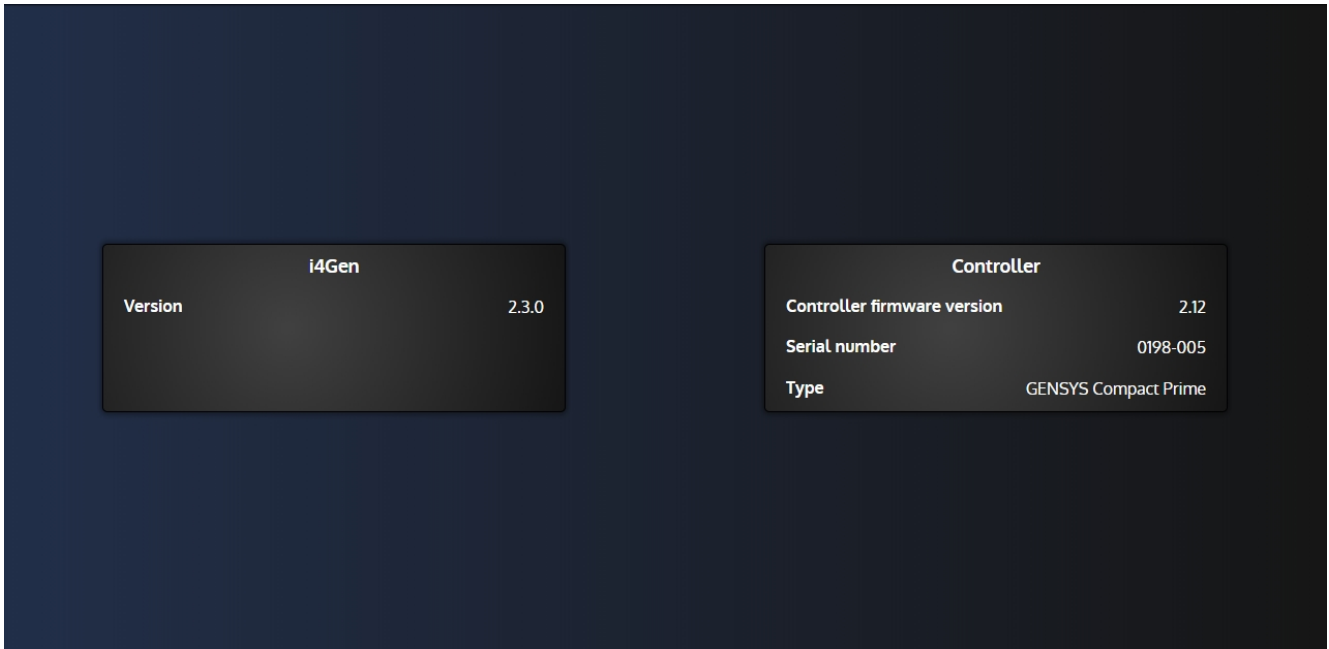 i4Gen
Version 2.3.0
Controller
Controller firmware version 2.12
Serial number 0198-005
Type GENSYS Compact Prime